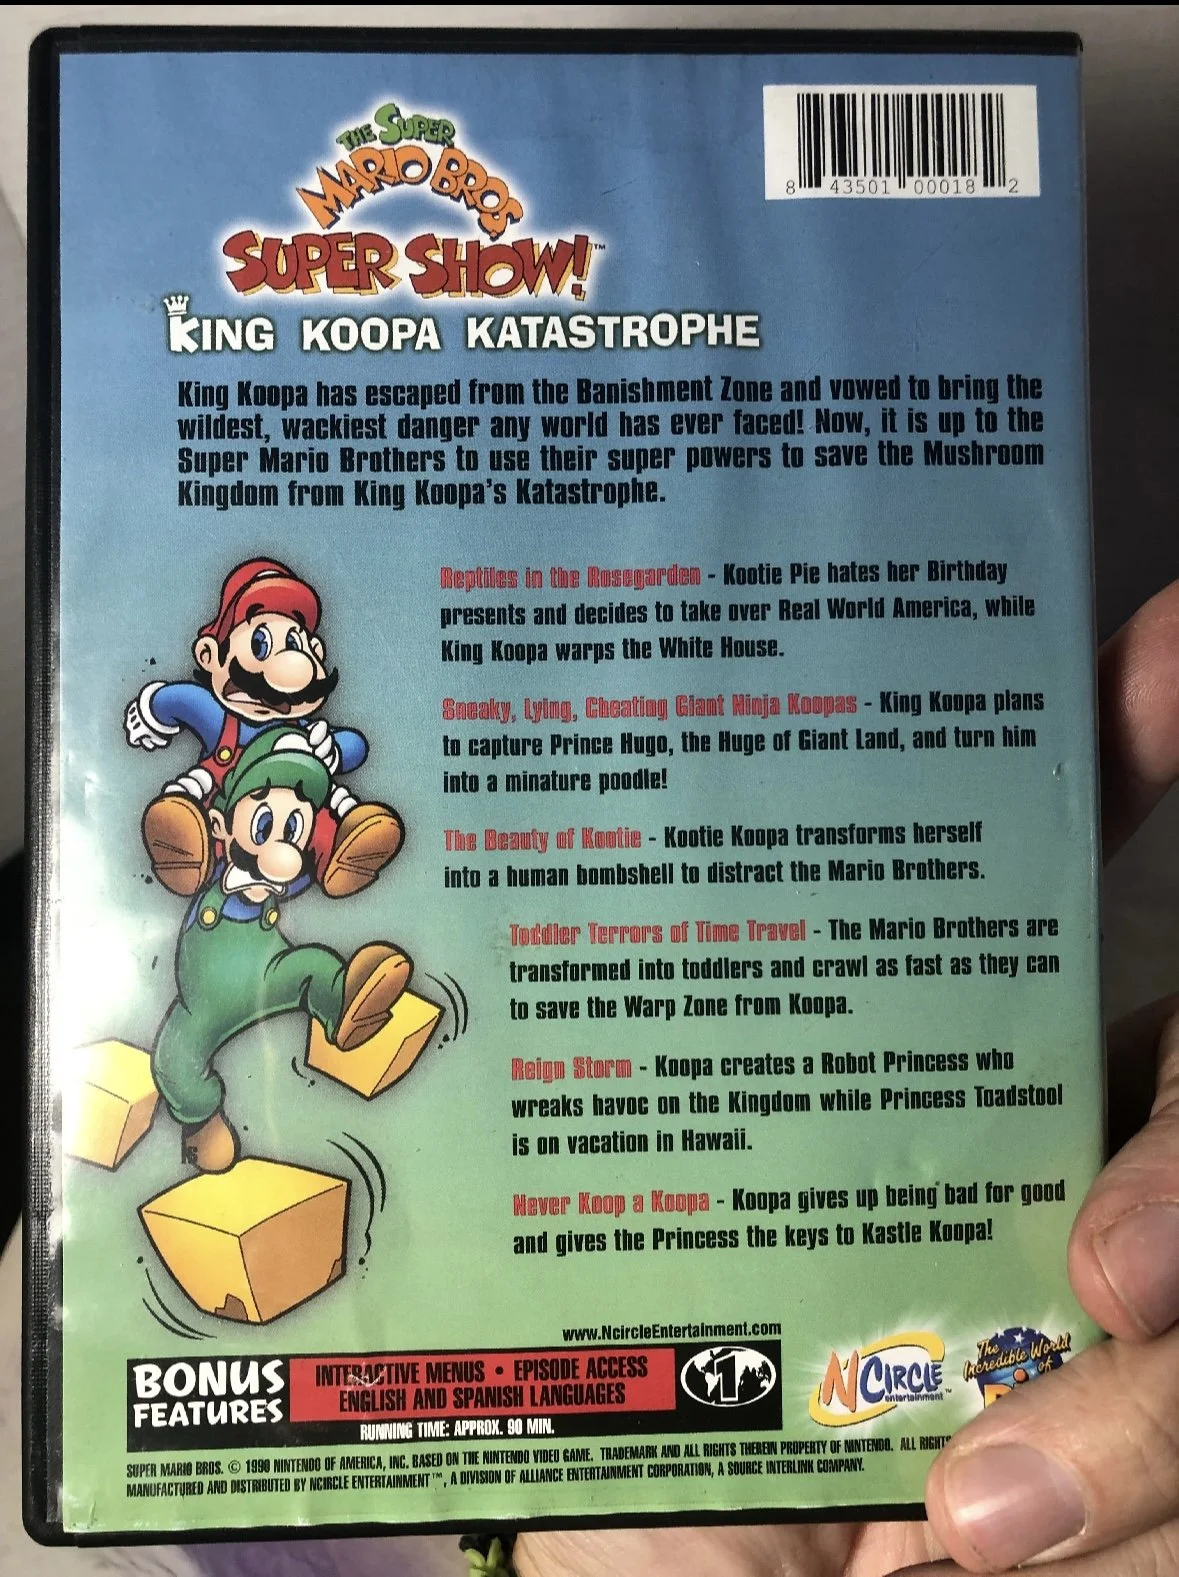 THE SUPER
MARIO BROS
SUPER SHOW!™
KING KOOPA KATASTROPHE
8 43501 00018 2
King Koopa has escaped from the Banishment Zone and vowed to bring the
wildest, wackiest danger any world has ever faced! Now, it is up to the
Super Mario Brothers to use their super powers to save the Mushroom
Kingdom from King Koopa's Katastrophe.
Reptiles in the Rosegarden - Kootie Pie hates her Birthday
presents and decides to take over Real World America, while
King Koopa warps the White House.
Sneaky, Lying, Cheating Giant Ninja Koopas - King Koopa plans
to capture Prince Hugo, the Huge of Giant Land, and turn him
into a minature poodle!
The Beauty of Kootie - Kootie Koopa transforms herself
into a human bombshell to distract the Mario Brothers.
Toddler Terrors of Time Travel - The Mario Brothers are
transformed into toddlers and crawl as fast as they can
to save the Warp Zone from Koopa.
Reign Storm - Koopa creates a Robot Princess who
wreaks havoc on the Kingdom while Princess Toadstool
is on vacation in Hawaii.
is
Never Koop a Koopa - Koopa gives up being bad for good
and gives the Princess the keys to Kastle Koopa!
www.NcircleEntertainment.com
BONUS
FEATURES
INTERACTIVE MENUS • EPISODE ACCESS
ENGLISH AND SPANISH LANGUAGES
RUNNING TIME: APPROX. 90 MIN.
1
NCIRCLE
entertainment™
The
Incredible World
of
SUPER MARIO BROS. © 1990 NINTENDO OF AMERICA, INC. BASED ON THE NINTENDO VIDEO GAME. TRADEMARK AND ALL RIGHTS THEREIN PROPERTY OF NINTENDO. ALL RIGHTS
MANUFACTURED AND DISTRIBUTED BY NCIRCLE ENTERTAINMENT™, A DIVISION OF ALLIANCE ENTERTAINMENT CORPORATION, A SOURCE INTERLINK COMPANY.